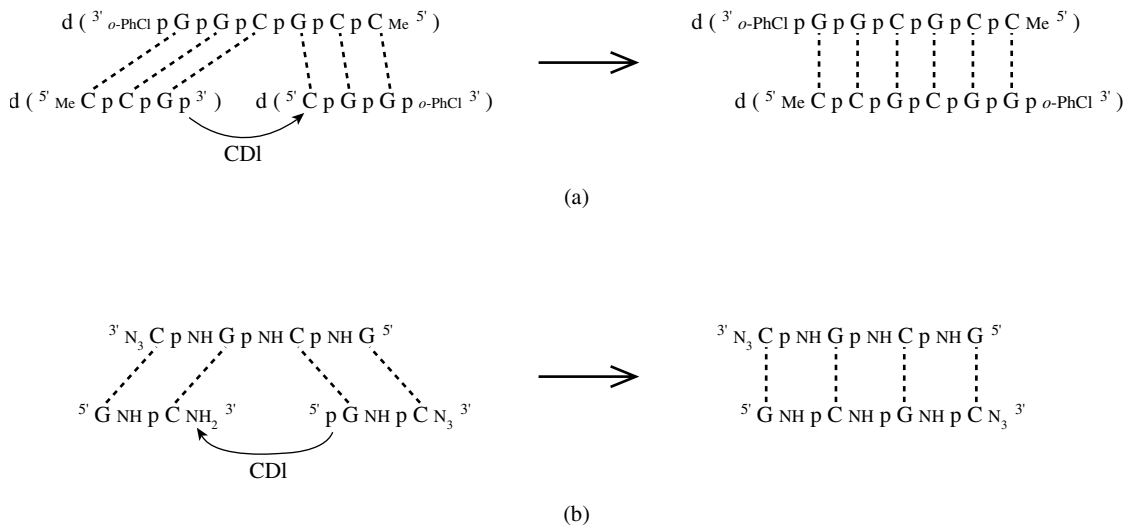 d ( 3' o-PhCl p G p G p C p G p C p C Me 5' ) d ( 3' o-PhCl p G p G p C p G p C p C Me 5' )
d ( 5' Me C p C p G p 3' ) d ( 5' C p G p G p o-PhCl 3' ) d ( 5' Me C p C p G p C p G p G p o-PhCl 3' )
CDl
(a)
3' N3 C p NH G p NH C p NH G 5' 3' N3 C p NH G p NH C p NH G 5'
5' G NH p C NH2 3' 5' p G NH p C N3 3' 5' G NH p C NH p G NH p C N3 3'
CDl
(b)